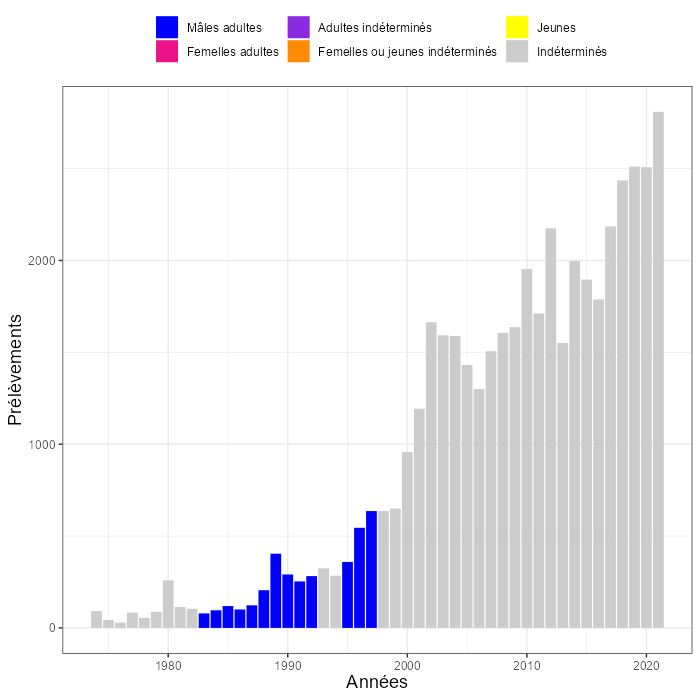 Mâles adultes Adultes indéterminés Jeunes
Femelles adultes Femelles ou jeunes indéterminés Indéterminés
Prélèvements
2000
1000
0
1980 1990 2000 2010 2020
Années